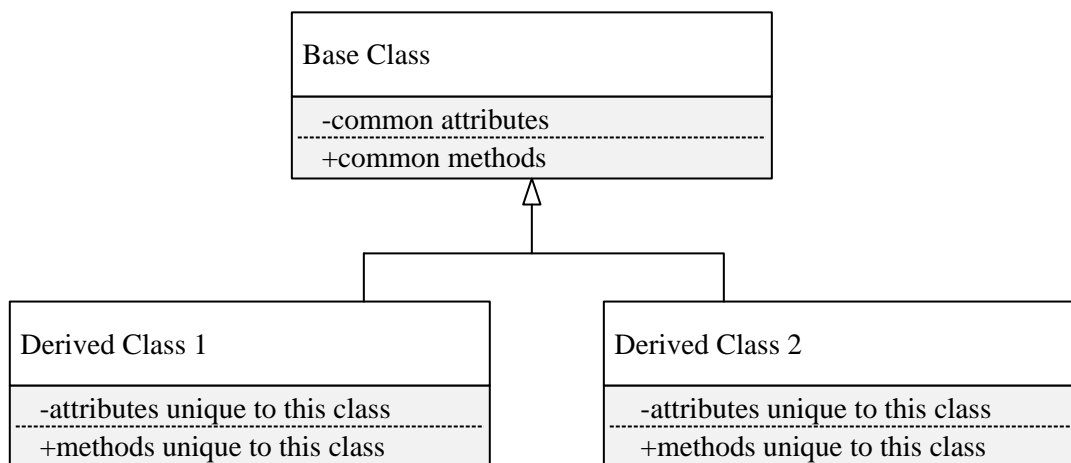 Base Class
-common attributes
+common methods
Derived Class 1
-attributes unique to this class
+methods unique to this class
Derived Class 2
-attributes unique to this class
+methods unique to this class